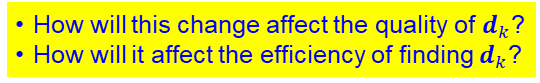 • How will this change affect the quality of dₖ?
• How will it affect the efficiency of finding dₖ?